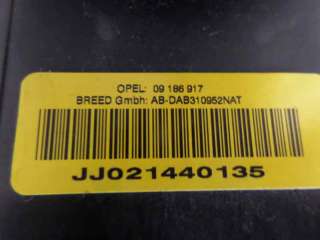 OPEL: 09 186 917
BREED Gmbh: AB-DAB310952NAT
JJ021440135